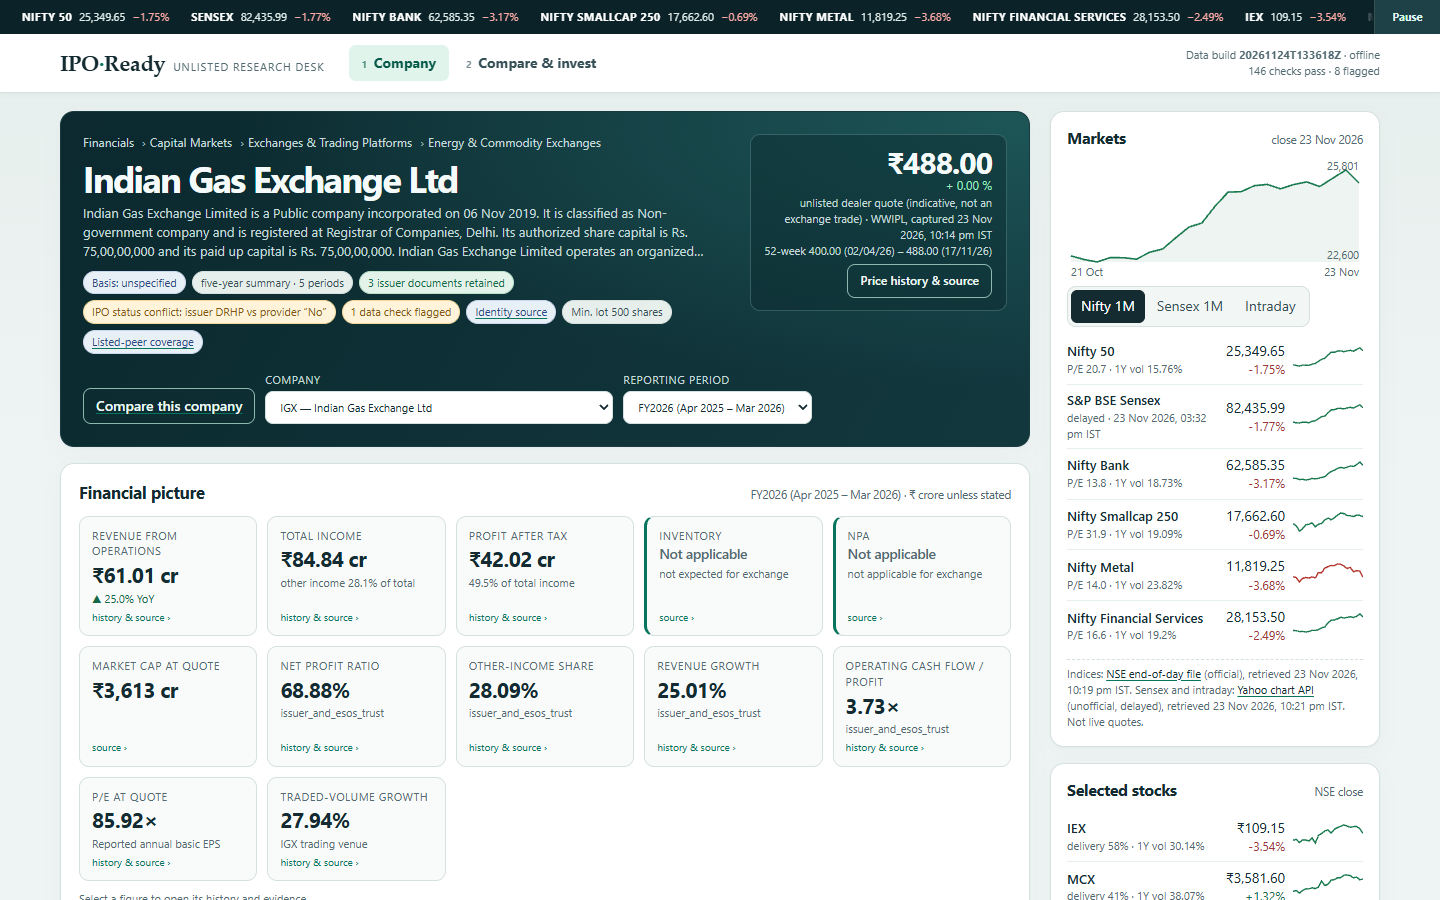 NIFTY 50 25,349.65 −1.75% SENSEX 82,435.99 −1.77% NIFTY BANK 62,585.35 −3.17% NIFTY SMALLCAP 250 17,662.60 −0.69% NIFTY METAL 11,819.25 −3.68% NIFTY FINANCIAL SERVICES 28,153.50 −2.49% IEX 109.15 −3.54% Pause
IPO·Ready UNLISTED RESEARCH DESK
1 Company
2 Compare & invest
Data build 20261124T133618Z · offline
146 checks pass · 8 flagged
Financials › Capital Markets › Exchanges & Trading Platforms › Energy & Commodity Exchanges
Indian Gas Exchange Ltd
Indian Gas Exchange Limited is a Public company incorporated on 06 Nov 2019. It is classified as Non-
government company and is registered at Registrar of Companies, Delhi. Its authorized share capital is Rs.
75,00,00,000 and its paid up capital is Rs. 75,00,00,000. Indian Gas Exchange Limited operates an organized...
Basis: unspecified
five-year summary · 5 periods
3 issuer documents retained
IPO status conflict: issuer DRHP vs provider “No”
1 data check flagged
Identity source
Min. lot 500 shares
Listed-peer coverage
₹488.00
+ 0.00 %
unlisted dealer quote (indicative, not an
exchange trade) · WWIPL, captured 23 Nov
2026, 10:14 pm IST
52-week 400.00 (02/04/26) – 488.00 (17/11/26)
Price history & source
Compare this company
COMPANY
IGX — Indian Gas Exchange Ltd
REPORTING PERIOD
FY2026 (Apr 2025 – Mar 2026)
Financial picture
FY2026 (Apr 2025 – Mar 2026) · ₹ crore unless stated
REVENUE FROM
OPERATIONS
₹61.01 cr
▲ 25.0% YoY
history & source ›
TOTAL INCOME
₹84.84 cr
other income 28.1% of total
history & source ›
PROFIT AFTER TAX
₹42.02 cr
49.5% of total income
history & source ›
INVENTORY
Not applicable
not expected for exchange
source ›
NPA
Not applicable
not applicable for exchange
source ›
MARKET CAP AT QUOTE
₹3,613 cr
source ›
NET PROFIT RATIO
68.88%
issuer_and_esos_trust
history & source ›
OTHER-INCOME SHARE
28.09%
issuer_and_esos_trust
history & source ›
REVENUE GROWTH
25.01%
issuer_and_esos_trust
history & source ›
OPERATING CASH FLOW /
PROFIT
3.73×
issuer_and_esos_trust
history & source ›
P/E AT QUOTE
85.92×
Reported annual basic EPS
history & source ›
TRADED-VOLUME GROWTH
27.94%
IGX trading venue
history & source ›
Select a figure to open its history and evidence
Markets
close 23 Nov 2026
25,801
22,600
21 Oct
23 Nov
Nifty 1M
Sensex 1M
Intraday
Nifty 50 25,349.65
P/E 20.7 · 1Y vol 15.76% -1.75%
S&P BSE Sensex 82,435.99
delayed · 23 Nov 2026, 03:32
pm IST
-1.77%
Nifty Bank 62,585.35
P/E 13.8 · 1Y vol 18.73% -3.17%
Nifty Smallcap 250 17,662.60
P/E 31.9 · 1Y vol 19.09% -0.69%
Nifty Metal 11,819.25
P/E 14.0 · 1Y vol 23.82% -3.68%
Nifty Financial Services 28,153.50
P/E 16.6 · 1Y vol 19.2% -2.49%
Indices: NSE end-of-day file (official), retrieved 23 Nov 2026,
10:19 pm IST. Sensex and intraday: Yahoo chart API
(unofficial, delayed), retrieved 23 Nov 2026, 10:21 pm IST.
Not live quotes.
Selected stocks
NSE close
IEX ₹109.15
delivery 58% · 1Y vol 30.14% -3.54%
MCX ₹3,581.60
delivery 41% · 1Y vol 38.07% +1.32%